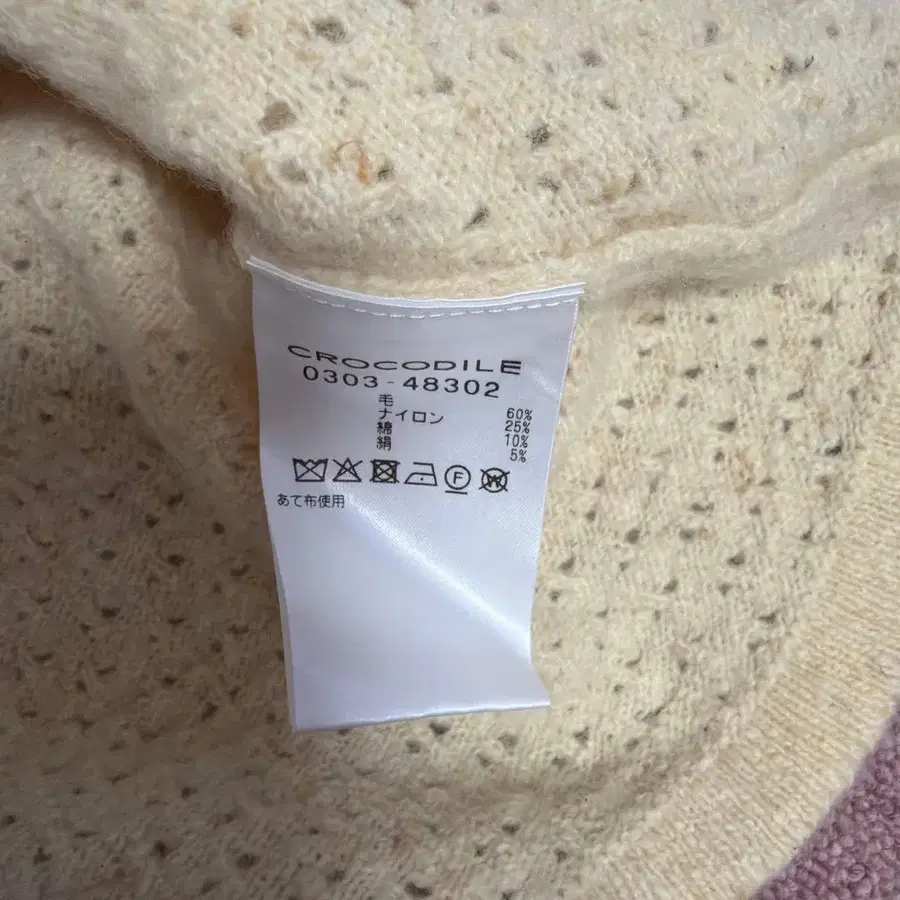 CROCODILE
0303-48302
毛 60%
ナイロン 25%
綿 10%
絹 5%
F W
あて布使用